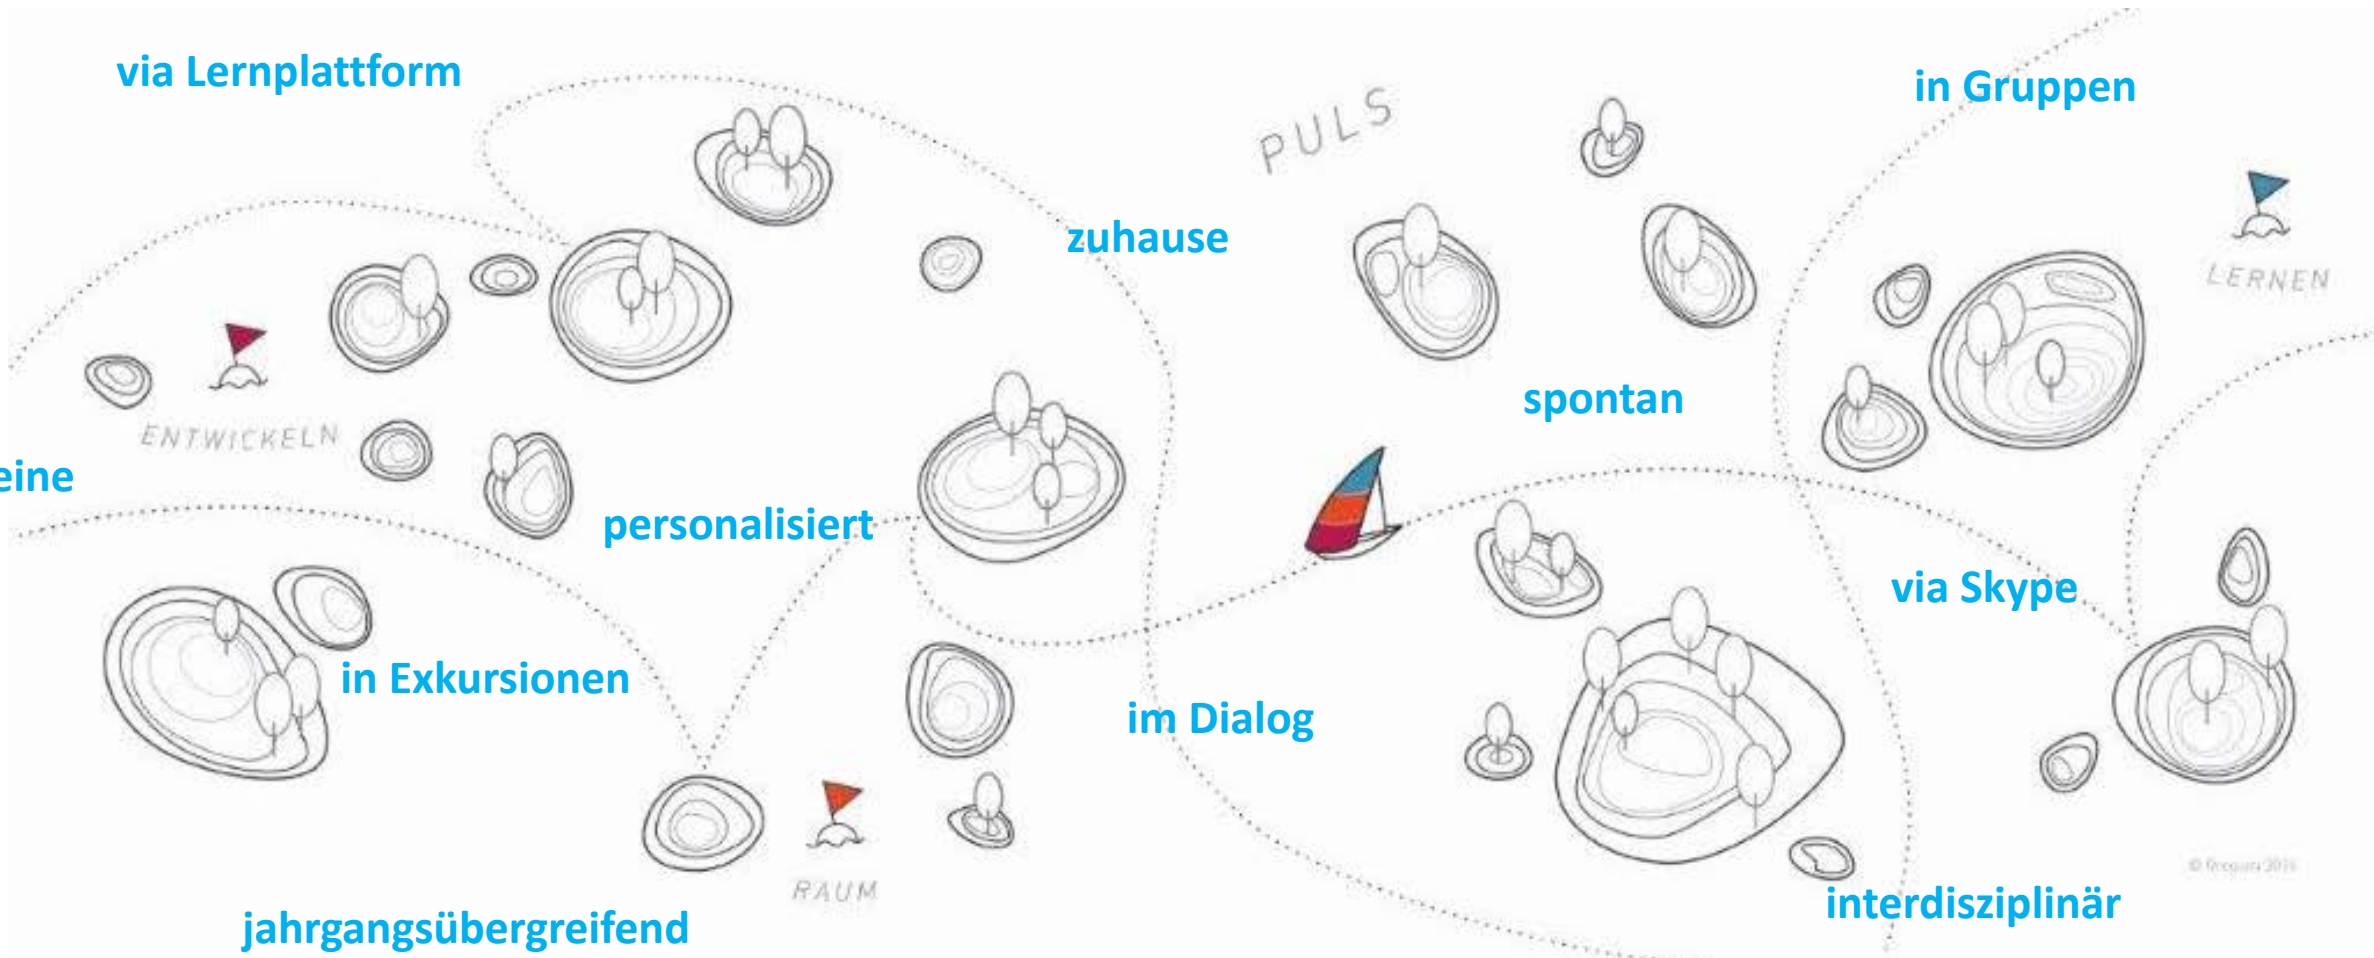 via Lernplattform
in Gruppen
PULS
zuhause
LERNEN
spontan
ENTWICKELN
eine
personalisiert
via Skype
in Exkursionen
im Dialog
RAUM
interdisziplinär
jahrgangsübergreifend